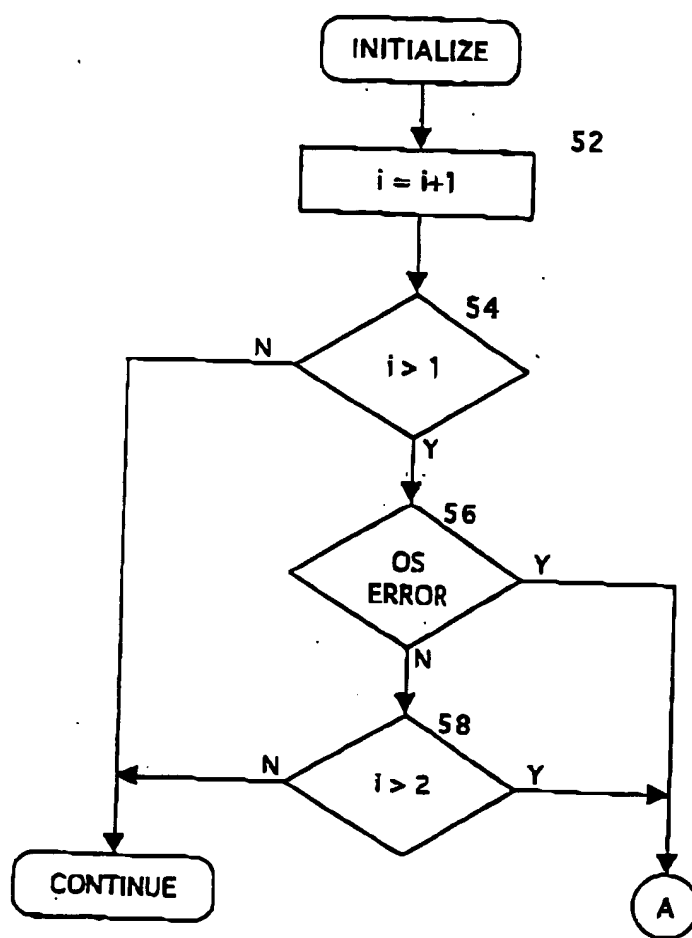 INITIALIZE
52
i = i+1
54
N
i > 1
Y
56
OS
ERROR
Y
N
58
N
i > 2
Y
CONTINUE
A